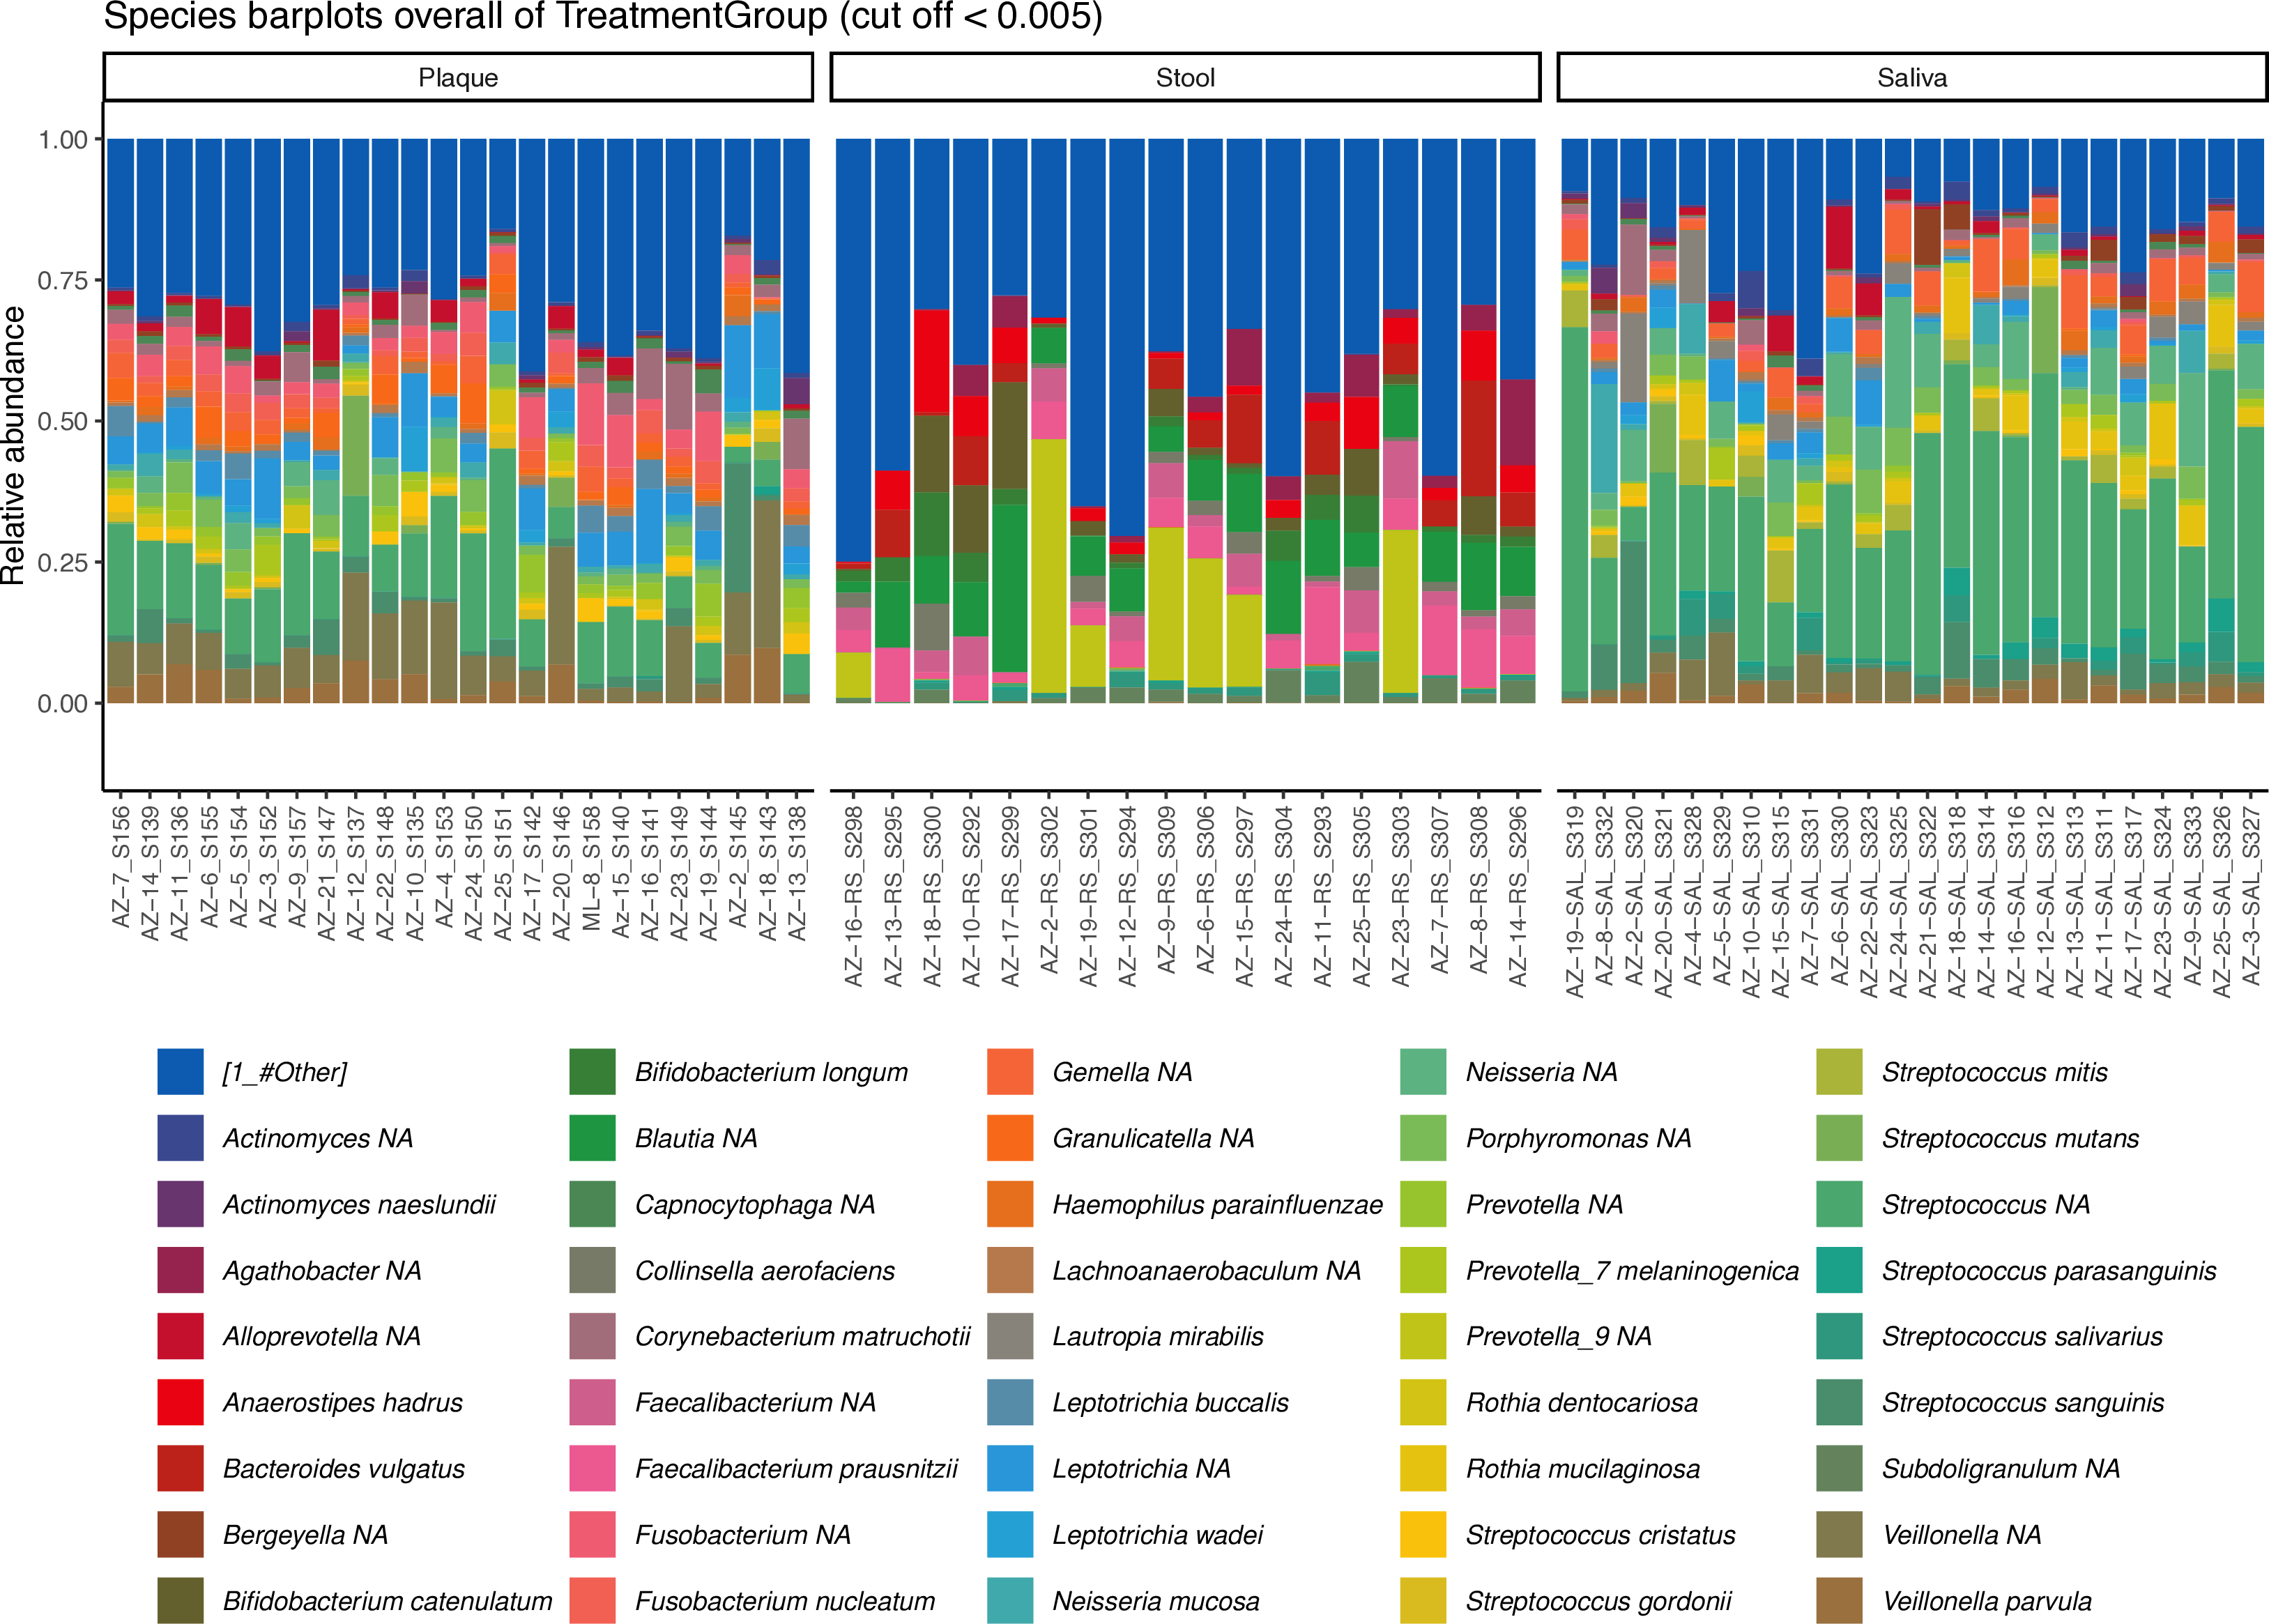 Species barplots overall of TreatmentGroup (cut off < 0.005)
Plaque
Stool
Saliva
Relative abundance
1.00
0.75
0.50
0.25
0.00
AZ−7_S156
AZ−14_S139
AZ−11_S136
AZ−6_S155
AZ−5_S154
AZ−3_S152
AZ−9_S157
AZ−21_S147
AZ−12_S137
AZ−22_S148
AZ−10_S135
AZ−4_S153
AZ−24_S150
AZ−25_S151
AZ−17_S142
AZ−20_S146
ML−8_S158
Az−15_S140
AZ−16_S141
AZ−23_S149
AZ−19_S144
AZ−2_S145
AZ−18_S143
AZ−13_S138
AZ−16−RS_S298
AZ−13−RS_S295
AZ−18−RS_S300
AZ−10−RS_S292
AZ−17−RS_S299
AZ−2−RS_S302
AZ−19−RS_S301
AZ−12−RS_S294
AZ−9−RS_S309
AZ−6−RS_S306
AZ−15−RS_S297
AZ−24−RS_S304
AZ−11−RS_S293
AZ−25−RS_S305
AZ−23−RS_S303
AZ−7−RS_S307
AZ−8−RS_S308
AZ−14−RS_S296
AZ−19−SAL_S319
AZ−8−SAL_S332
AZ−2−SAL_S320
AZ−20−SAL_S321
AZ−4−SAL_S328
AZ−5−SAL_S329
AZ−10−SAL_S310
AZ−15−SAL_S315
AZ−7−SAL_S331
AZ−6−SAL_S330
AZ−22−SAL_S323
AZ−24−SAL_S325
AZ−21−SAL_S322
AZ−18−SAL_S318
AZ−14−SAL_S314
AZ−16−SAL_S316
AZ−12−SAL_S312
AZ−13−SAL_S313
AZ−11−SAL_S311
AZ−17−SAL_S317
AZ−23−SAL_S324
AZ−9−SAL_S333
AZ−25−SAL_S326
AZ−3−SAL_S327
[1_#Other]
Actinomyces NA
Actinomyces naeslundii
Agathobacter NA
Alloprevotella NA
Anaerostipes hadrus
Bacteroides vulgatus
Bergeyella NA
Bifidobacterium catenulatum
Bifidobacterium longum
Blautia NA
Capnocytophaga NA
Collinsella aerofaciens
Corynebacterium matruchotii
Faecalibacterium NA
Faecalibacterium prausnitzii
Fusobacterium NA
Fusobacterium nucleatum
Gemella NA
Granulicatella NA
Haemophilus parainfluenzae
Lachnoanaerobaculum NA
Lautropia mirabilis
Leptotrichia buccalis
Leptotrichia NA
Leptotrichia wadei
Neisseria mucosa
Neisseria NA
Porphyromonas NA
Prevotella NA
Prevotella_7 melaninogenica
Prevotella_9 NA
Rothia dentocariosa
Rothia mucilaginosa
Streptococcus cristatus
Streptococcus gordonii
Streptococcus mitis
Streptococcus mutans
Streptococcus NA
Streptococcus parasanguinis
Streptococcus salivarius
Streptococcus sanguinis
Subdoligranulum NA
Veillonella NA
Veillonella parvula